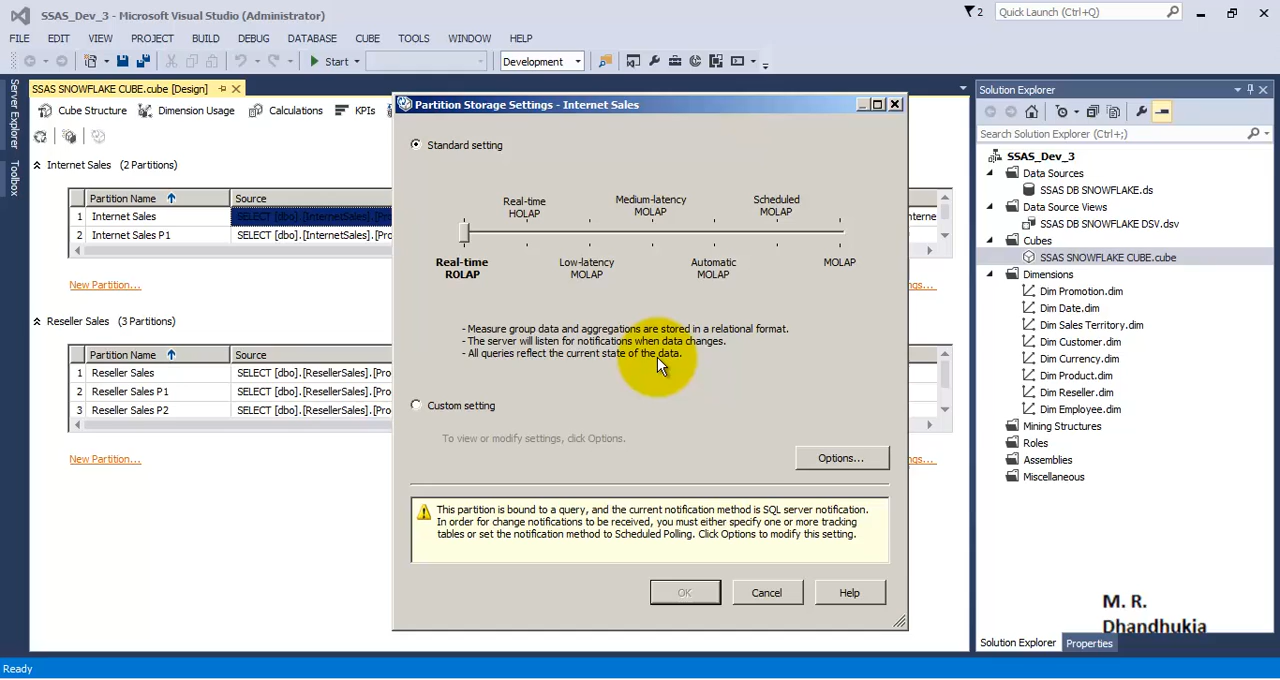 SSAS_Dev_3 - Microsoft Visual Studio (Administrator)
2
Quick Launch (Ctrl+Q)
FILE EDIT VIEW PROJECT BUILD DEBUG DATABASE CUBE TOOLS WINDOW HELP
Start
Development
Server Explorer
Toolbox
SSAS SNOWFLAKE CUBE.cube [Design]
Cube Structure Dimension Usage Calculations KPIs
Internet Sales (2 Partitions)
Partition Name Source
1 Internet Sales SELECT [dbo].[InternetSales].[Pro Interne
2 Internet Sales P1 SELECT [dbo].[InternetSales].[Pro
New Partition... gs...
Reseller Sales (3 Partitions)
Partition Name Source
1 Reseller Sales SELECT [dbo].[ResellerSales].[Pro
2 Reseller Sales P1 SELECT [dbo].[ResellerSales].[Pro
3 Reseller Sales P2 SELECT [dbo].[ResellerSales].[Pro
New Partition... gs...
Partition Storage Settings - Internet Sales
Standard setting
Real-time
HOLAP
Medium-latency
MOLAP
Scheduled
MOLAP
Real-time
ROLAP
Low-latency
MOLAP
Automatic
MOLAP
MOLAP
- Measure group data and aggregations are stored in a relational format.
- The server will listen for notifications when data changes.
- All queries reflect the current state of the data.
Custom setting
To view or modify settings, click Options.
Options...
This partition is bound to a query, and the current notification method is SQL server notification.
In order for change notifications to be received, you must either specify one or more tracking
tables or set the notification method to Scheduled Polling. Click Options to modify this setting.
OK Cancel Help
Solution Explorer
Search Solution Explorer (Ctrl+;)
SSAS_Dev_3
Data Sources
SSAS DB SNOWFLAKE.ds
Data Source Views
SSAS DB SNOWFLAKE DSV.dsv
Cubes
SSAS SNOWFLAKE CUBE.cube
Dimensions
Dim Promotion.dim
Dim Date.dim
Dim Sales Territory.dim
Dim Customer.dim
Dim Currency.dim
Dim Product.dim
Dim Reseller.dim
Dim Employee.dim
Mining Structures
Roles
Assemblies
Miscellaneous
M. R.
Dhandhukia
Solution Explorer Properties
Ready